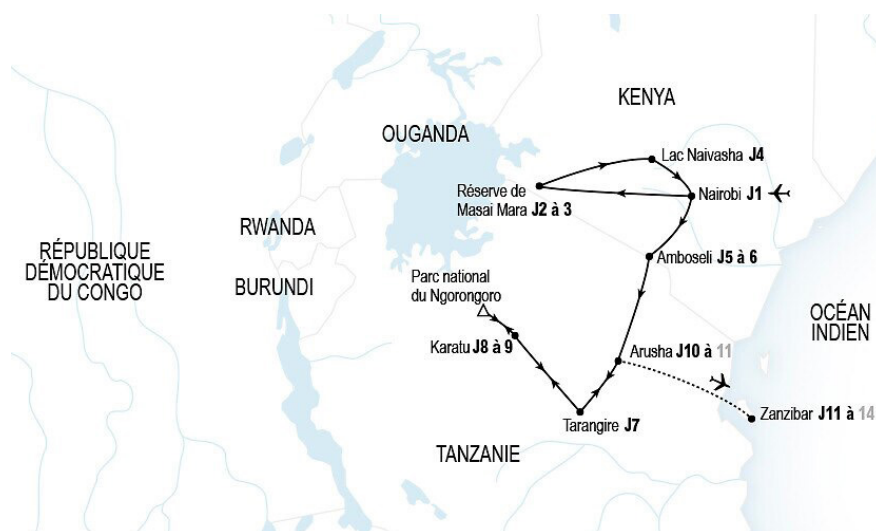 KENYA
OUGANDA
Lac Naivasha J4
Réserve de
Masai Mara J2 à 3
Nairobi J1
RWANDA
RÉPUBLIQUE
DÉMOCRATIQUE
DU CONGO
Amboseli J5 à 6
BURUNDI
Parc national
du Ngorongoro
OCÉAN
INDIEN
Karatu J8 à 9
Arusha J10 à 11
Zanzibar J11 à 14
Tarangire J7
TANZANIE